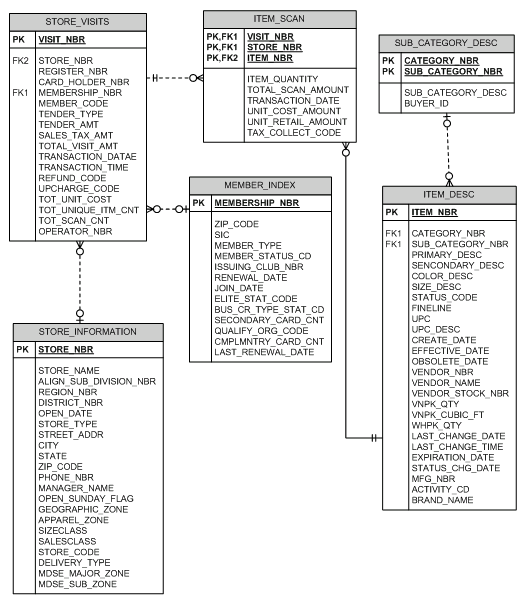 STORE_VISITS
PK VISIT_NBR
FK2 STORE_NBR
REGISTER_NBR
CARD_HOLDER_NBR
FK1 MEMBERSHIP_NBR
MEMBER_CODE
TENDER_TYPE
TENDER_AMT
SALES_TAX_AMT
TOTAL_VISIT_AMT
TRANSACTION_DATAE
TRANSACTION_TIME
REFUND_CODE
UPCHARGE_CODE
TOT_UNIT_COST
TOT_UNIQUE_ITM_CNT
TOT_SCAN_CNT
OPERATOR_NBR
ITEM_SCAN
PK,FK1 VISIT_NBR
PK,FK1 STORE_NBR
PK,FK2 ITEM_NBR
ITEM_QUANTITY
TOTAL_SCAN_AMOUNT
TRANSACTION_DATE
UNIT_COST_AMOUNT
UNIT_RETAIL_AMOUNT
TAX_COLLECT_CODE
SUB_CATEGORY_DESC
PK CATEGORY_NBR
PK SUB_CATEGORY_NBR
SUB_CATEGORY_DESC
BUYER_ID
MEMBER_INDEX
PK MEMBERSHIP_NBR
ZIP_CODE
SIC
MEMBER_TYPE
MEMBER_STATUS_CD
ISSUING_CLUB_NBR
RENEWAL_DATE
JOIN_DATE
ELITE_STAT_CODE
BUS_CR_TYPE_STAT_CD
SECONDARY_CARD_CNT
QUALIFY_ORG_CODE
CMPLMNTRY_CARD_CNT
LAST_RENEWAL_DATE
ITEM_DESC
PK ITEM_NBR
FK1 CATEGORY_NBR
FK1 SUB_CATEGORY_NBR
PRIMARY_DESC
SENCONDARY_DESC
COLOR_DESC
SIZE_DESC
STATUS_CODE
FINELINE
UPC
UPC_DESC
CREATE_DATE
EFFECTIVE_DATE
OBSOLETE_DATE
VENDOR_NBR
VENDOR_NAME
VENDOR_STOCK_NBR
VNPK_QTY
VNPK_CUBIC_FT
WHPK_QTY
LAST_CHANGE_DATE
LAST_CHANGE_TIME
EXPIRATION_DATE
STATUS_CHG_DATE
MFG_NBR
ACTIVITY_CD
BRAND_NAME
STORE_INFORMATION
PK STORE_NBR
STORE_NAME
ALIGN_SUB_DIVISION_NBR
REGION_NBR
DISTRICT_NBR
OPEN_DATE
STORE_TYPE
STREET_ADDR
CITY
STATE
ZIP_CODE
PHONE_NBR
MANAGER_NAME
OPEN_SUNDAY_FLAG
GEOGRAPHIC_ZONE
APPAREL_ZONE
SIZECLASS
SALESCLASS
STORE_CODE
DELIVERY_TYPE
MDSE_MAJOR_ZONE
MDSE_SUB_ZONE